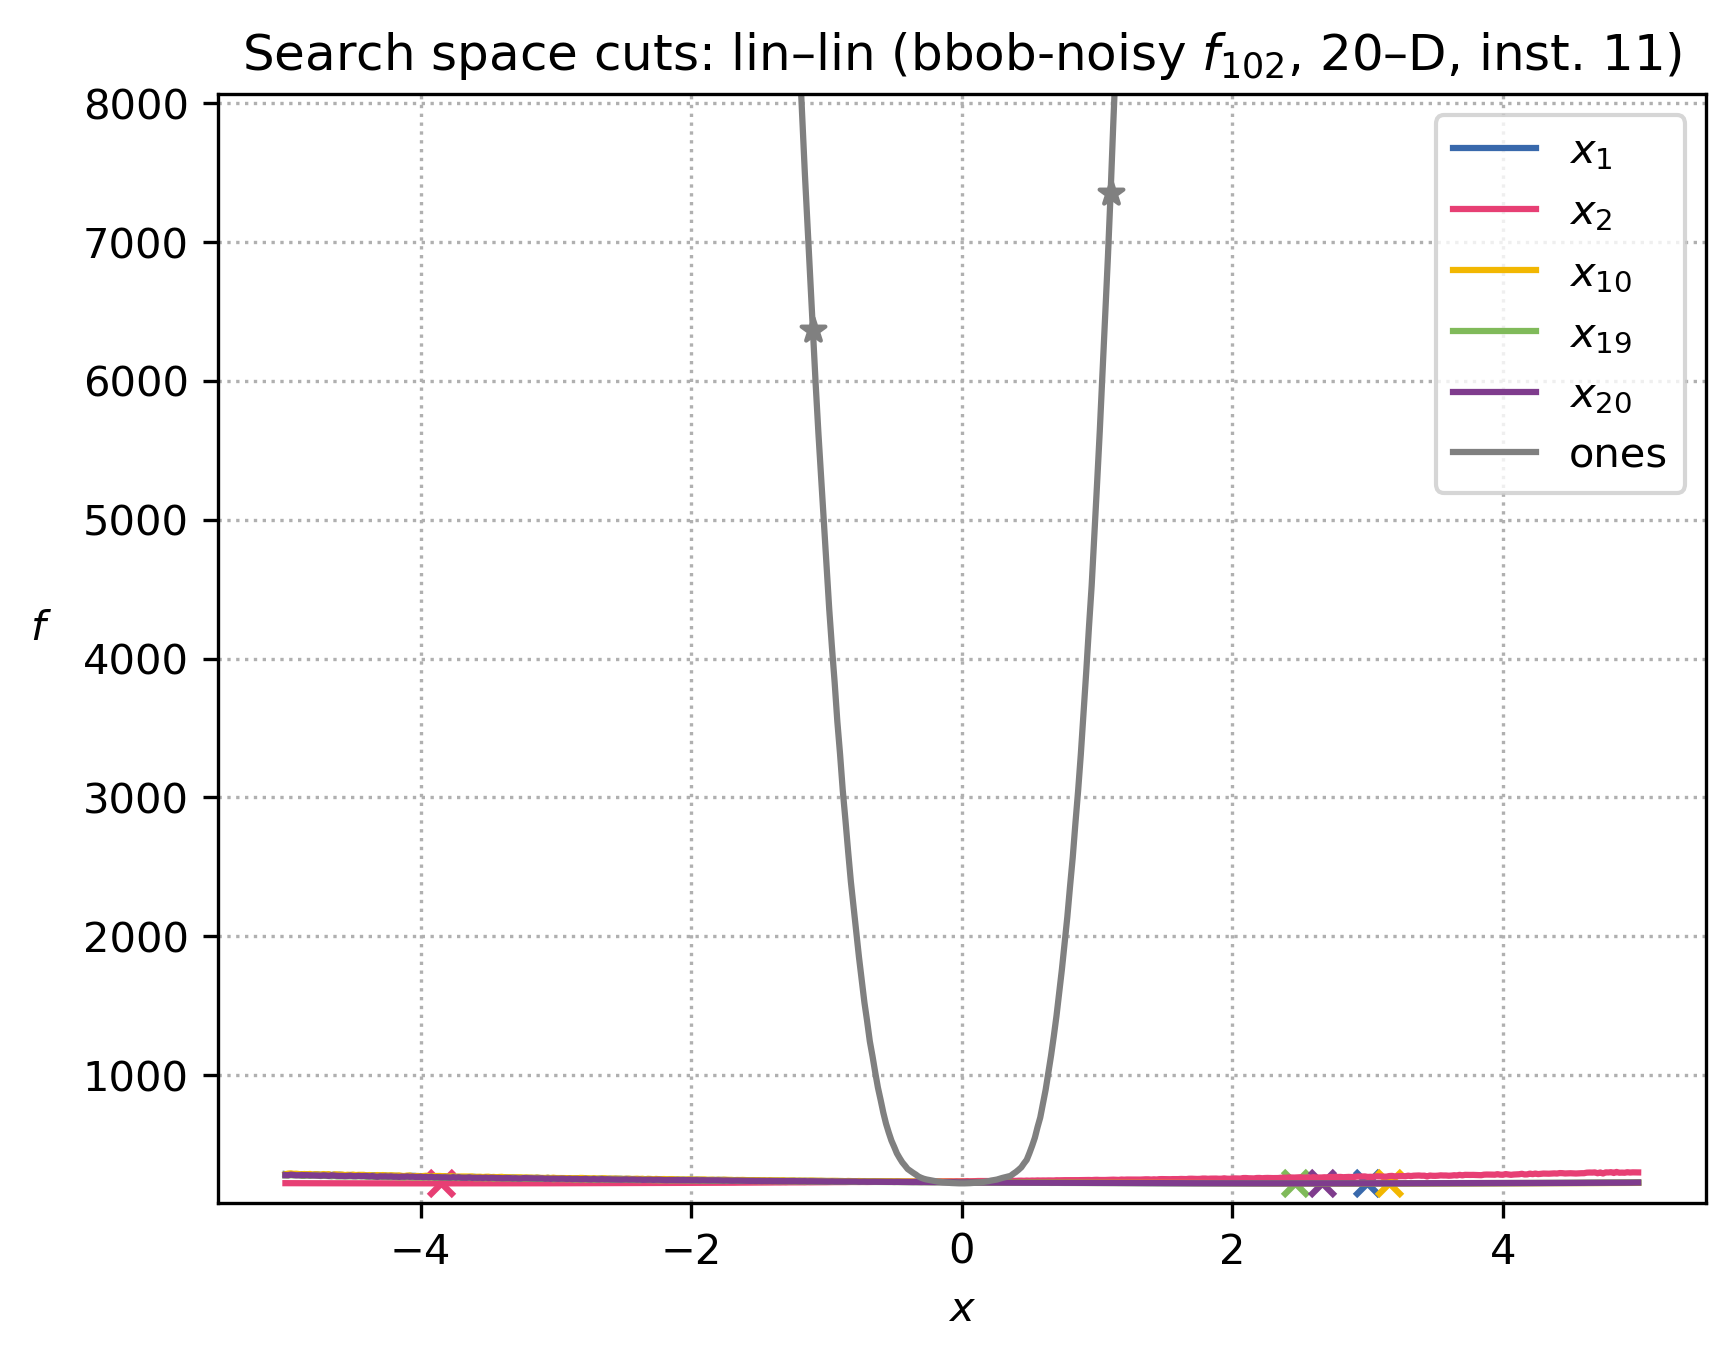 Search space cuts: lin–lin (bbob-noisy f₁₀₂, 20–D, inst. 11)
8000
7000
6000
5000
4000
3000
2000
1000
f
−4 −2 0 2 4
x
x₁
x₂
x₁₀
x₁₉
x₂₀
ones